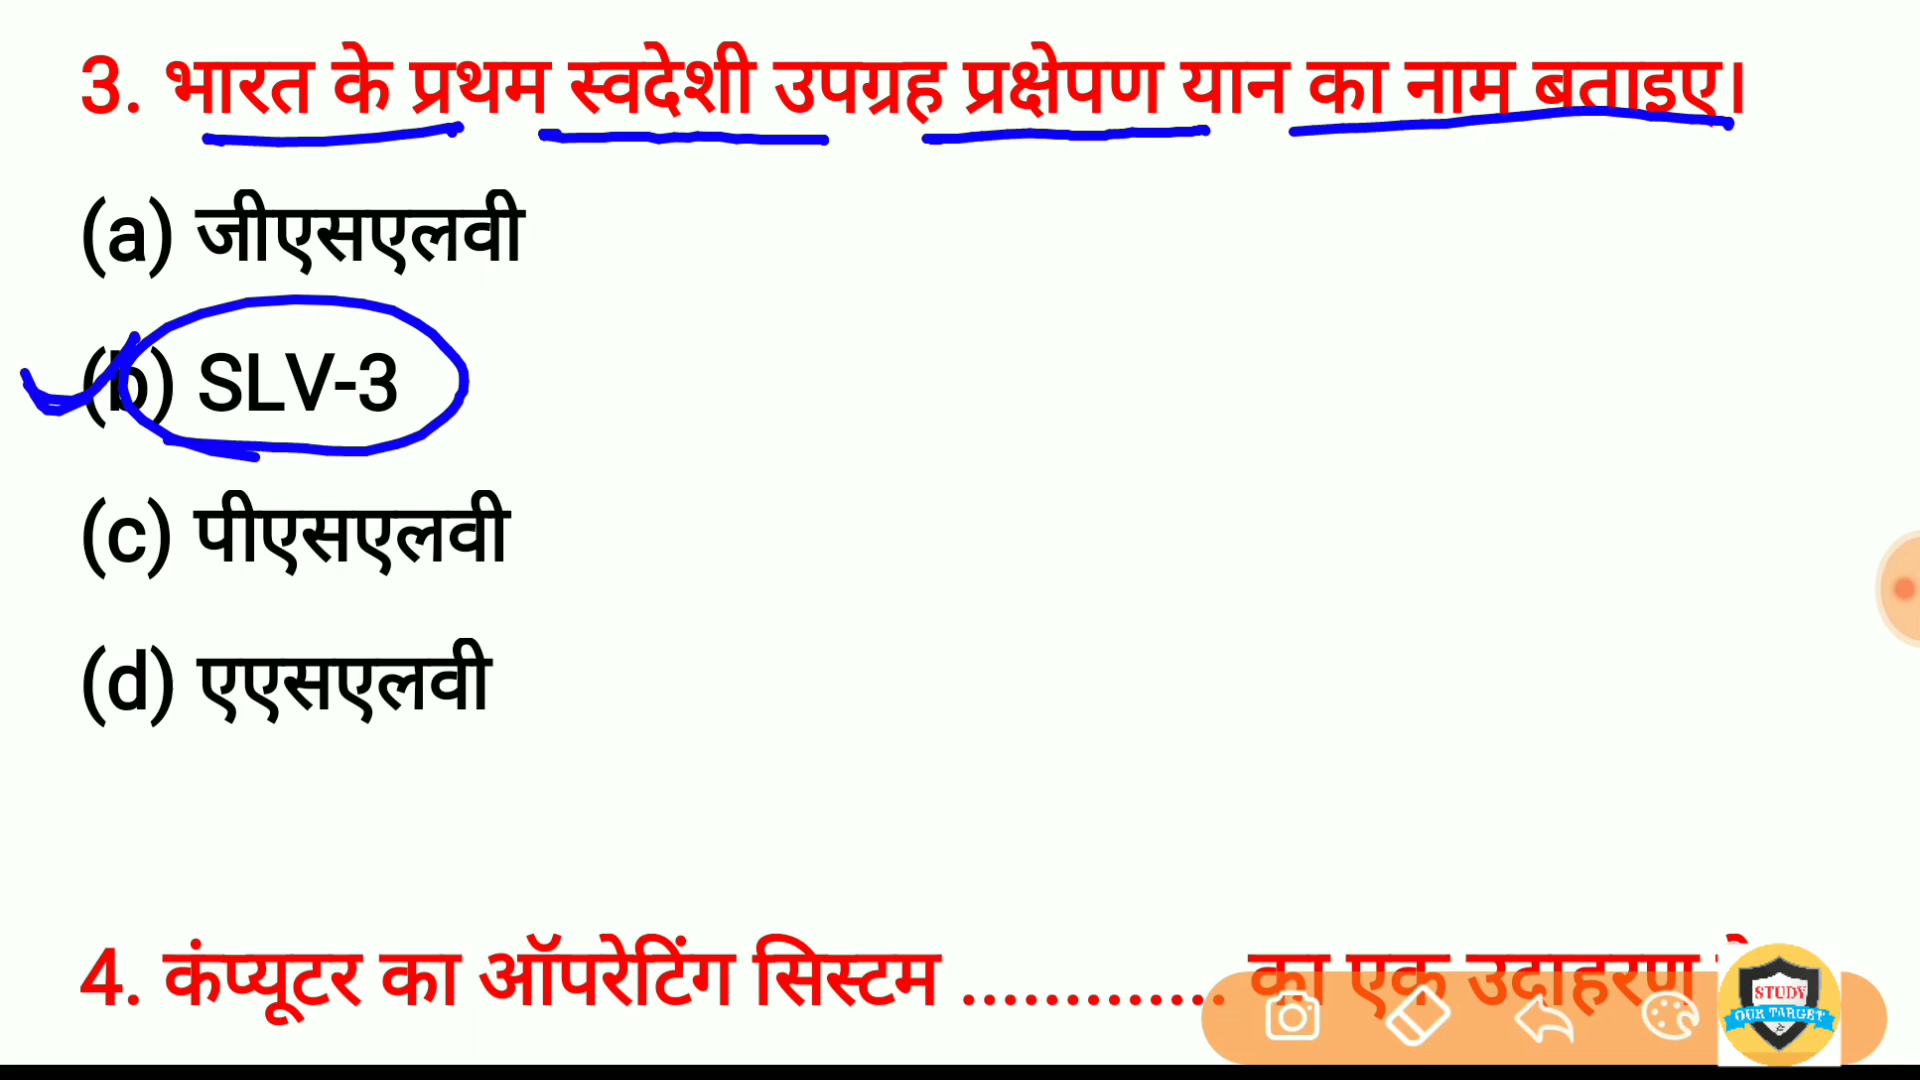 3. भारत के प्रथम स्वदेशी उपग्रह प्रक्षेपण यान का नाम बताइए।
(a) जीएसएलवी
(b) SLV-3
(c) पीएसएलवी
(d) एएसएलवी
4. कंप्यूटर का ऑपरेटिंग सिस्टम ............. का एक उदाहरण
STUDY
OUR TARGET